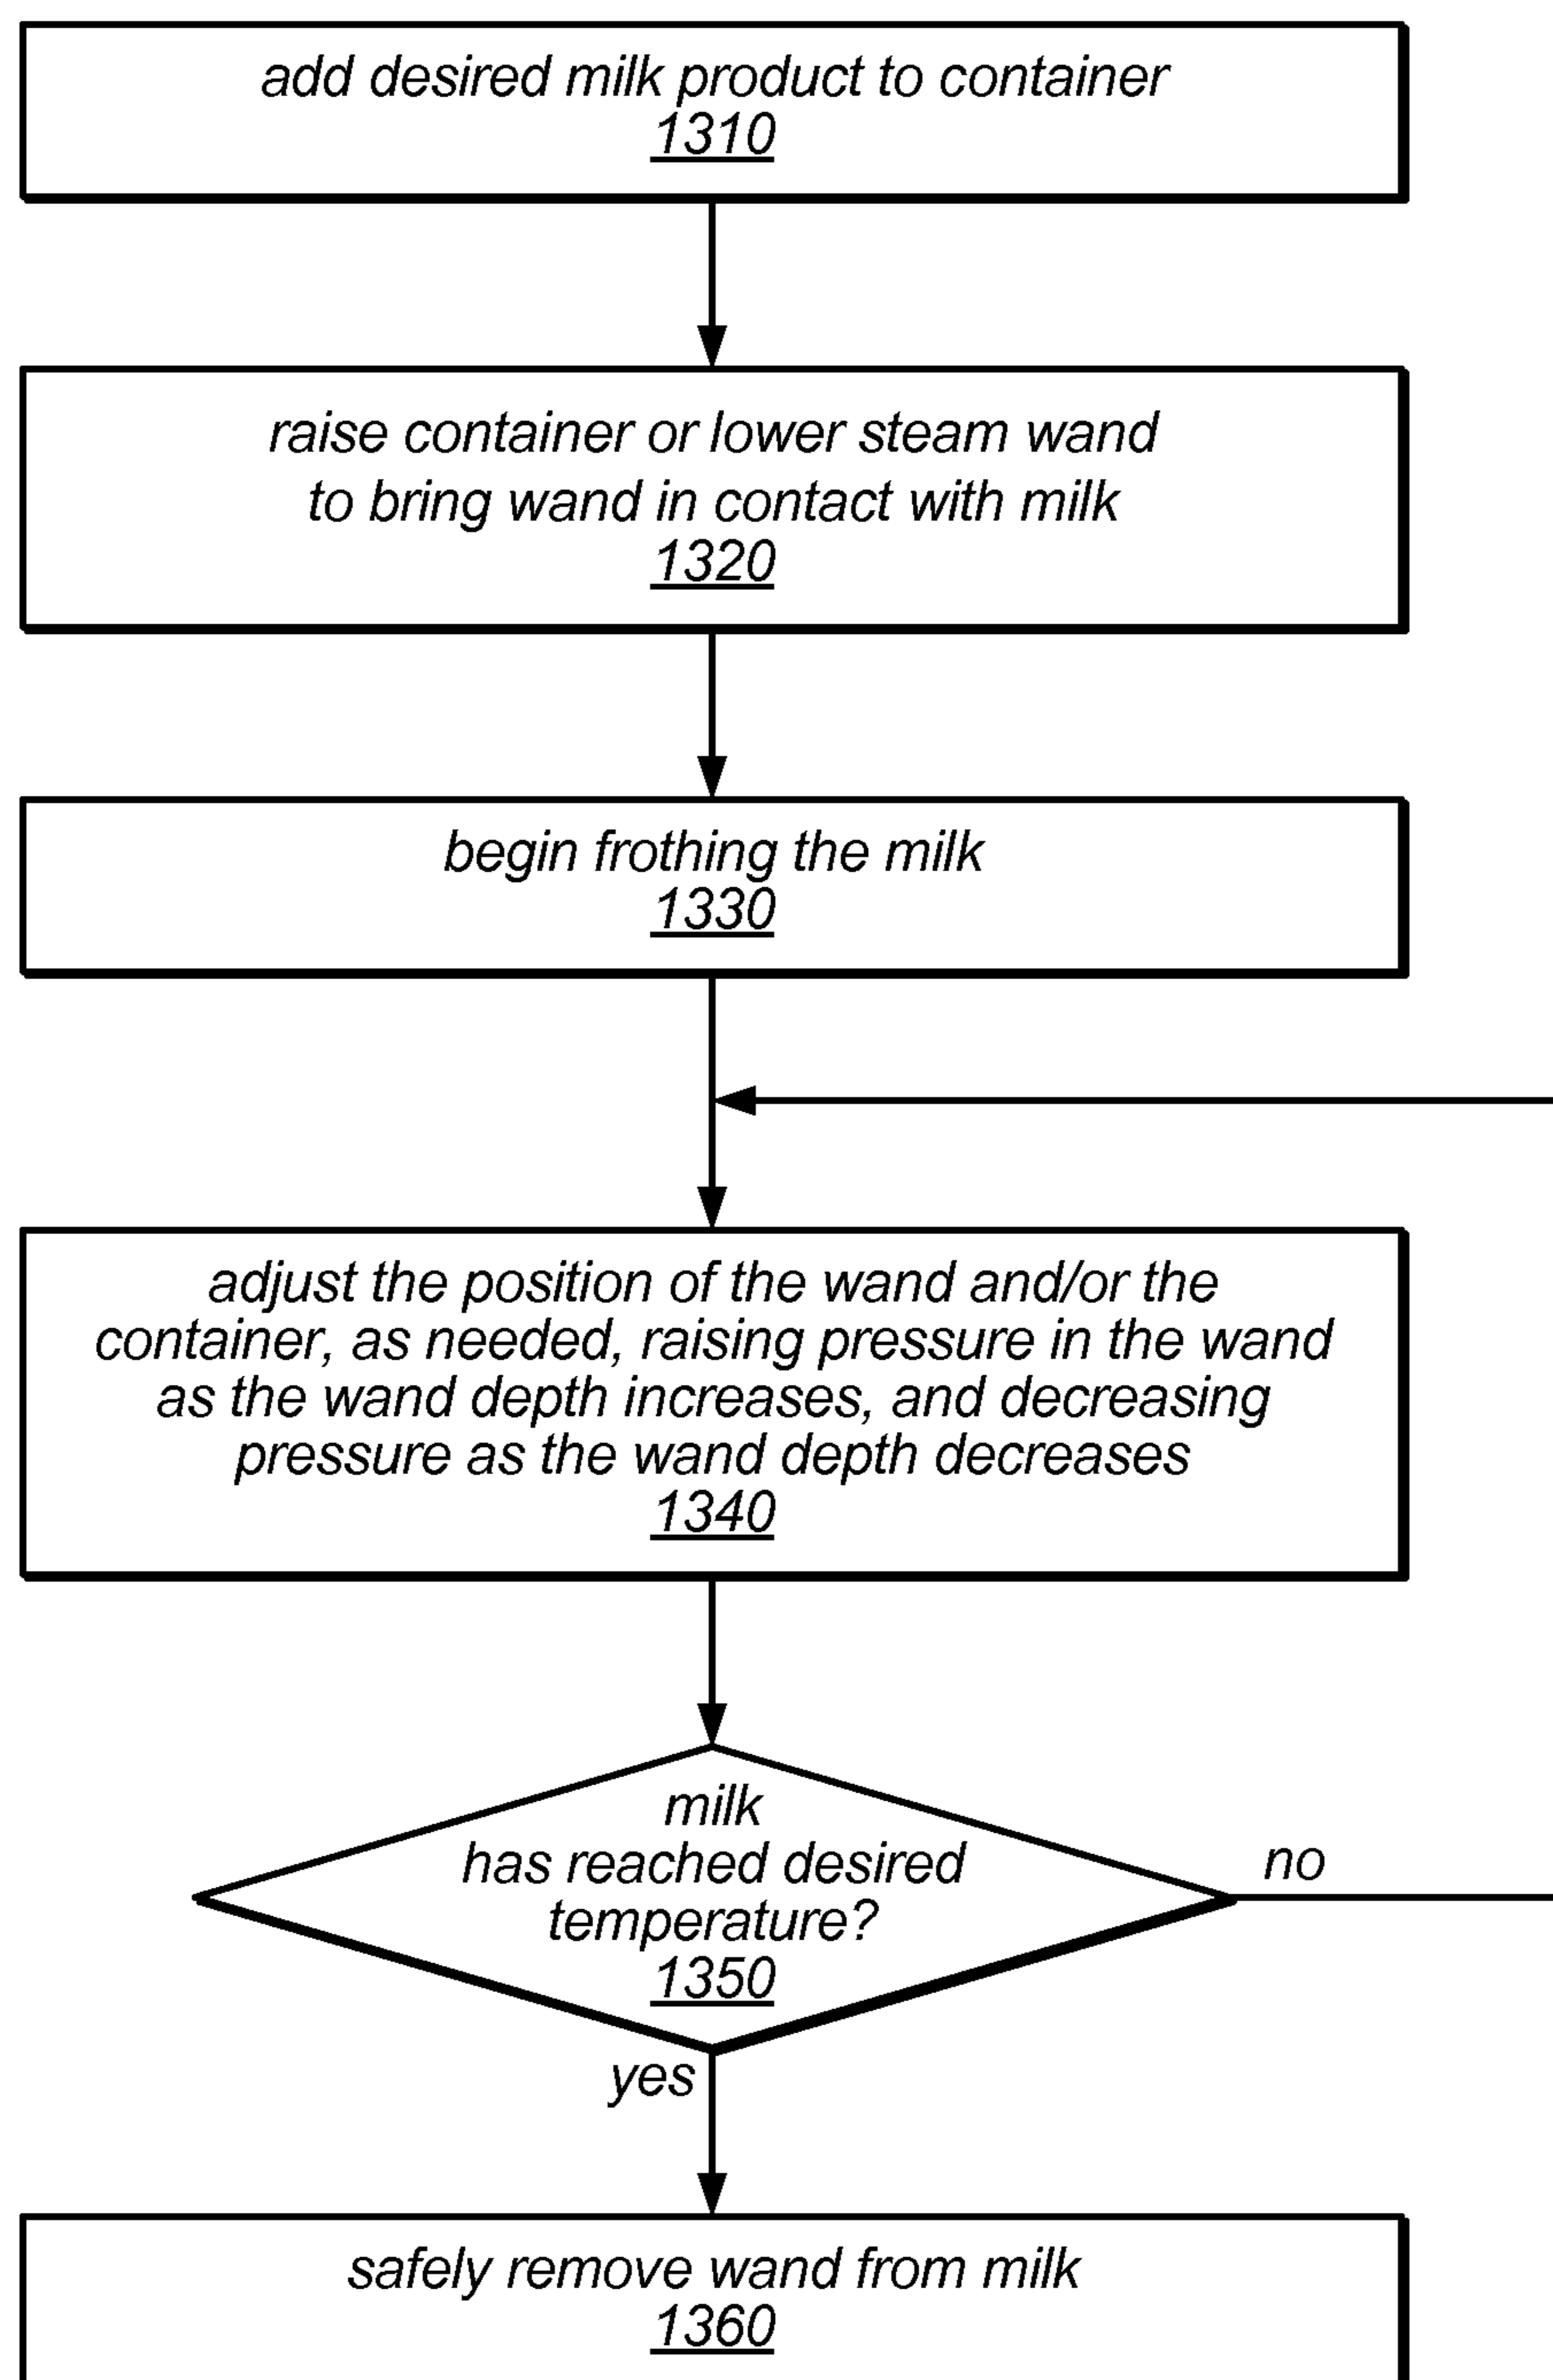 add desired milk product to container
1310
raise container or lower steam wand
to bring wand in contact with milk
1320
begin frothing the milk
1330
adjust the position of the wand and/or the
container, as needed, raising pressure in the wand
as the wand depth increases, and decreasing
pressure as the wand depth decreases
1340
milk
has reached desired
temperature?
1350
no
yes
safely remove wand from milk
1360